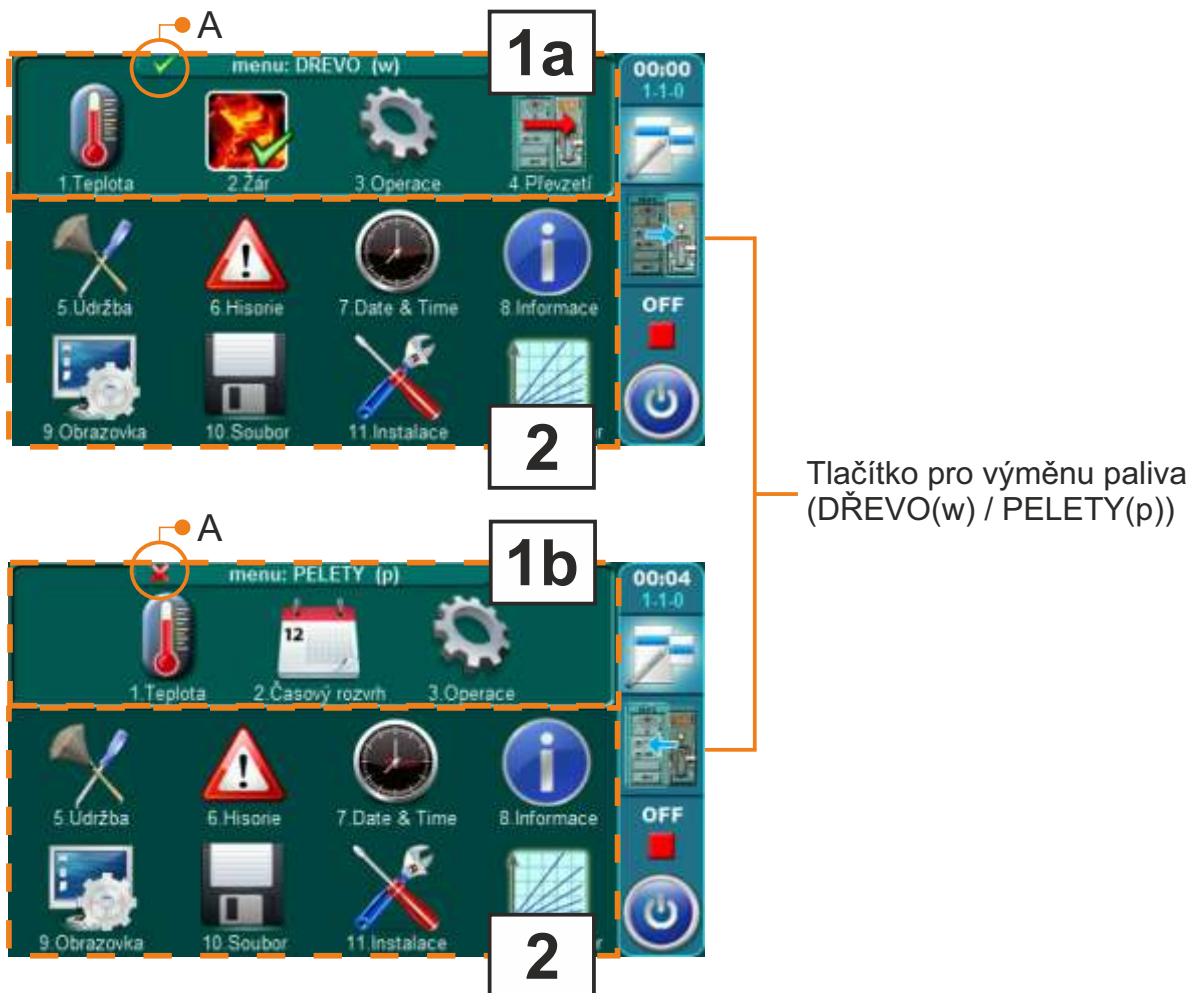 A
1a
menu: DREVO (w)
00:00
1-1-0
1.Teplota 2.Žár 3.Operace 4.Převzetí
5.Udržba 6.Hisorie 7.Date & Time 8.Informace
OFF
9.Obrazovka 10.Soubor 11.Instalace
2
Tlačítko pro výměnu paliva
(DŘEVO(w) / PELETY(p))
A
1b
menu: PELETY (p)
00:04
1-1-0
12
1.Teplota 2.Časový rozvrh 3.Operace
5.Udržba 6.Hisorie 7.Date & Time 8.Informace
OFF
9.Obrazovka 10.Soubor 11.Instalace
2